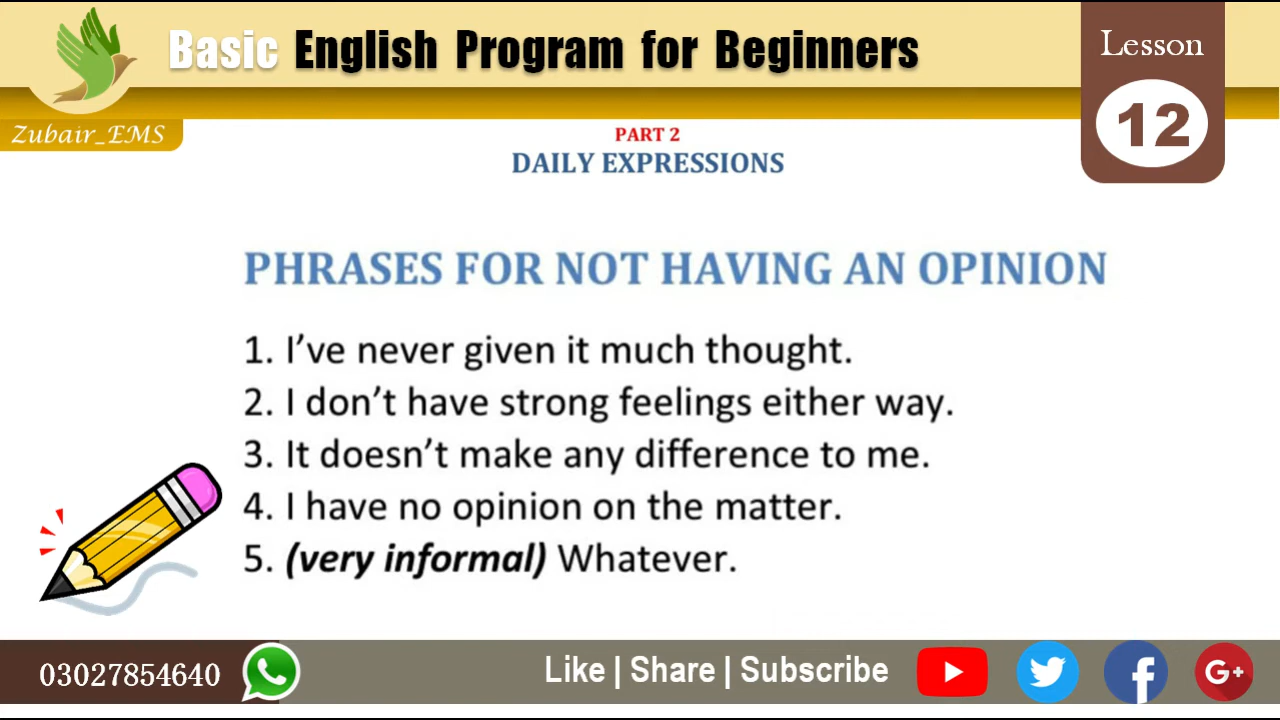 Basic English Program for Beginners
Lesson
12
Zubair_EMS
PART 2
DAILY EXPRESSIONS
PHRASES FOR NOT HAVING AN OPINION
1. I’ve never given it much thought.
2. I don’t have strong feelings either way.
3. It doesn’t make any difference to me.
4. I have no opinion on the matter.
5. (very informal) Whatever.
03027854640
Like | Share | Subscribe
G+